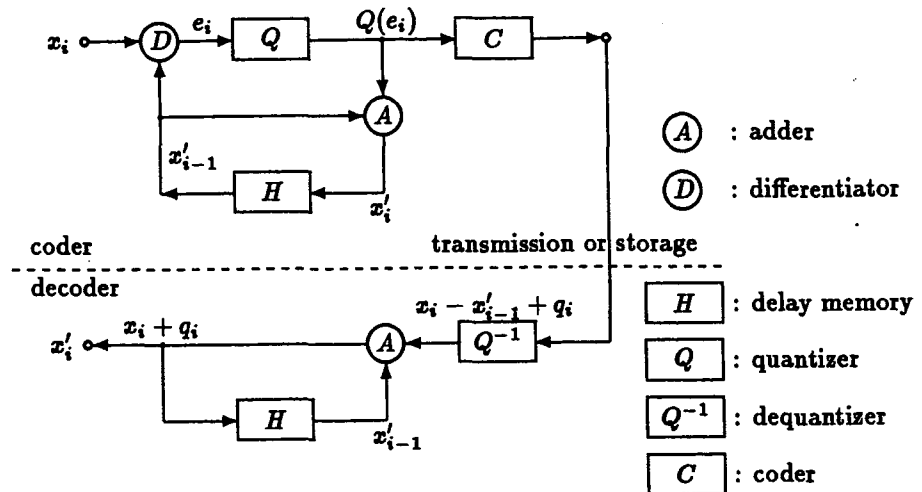 x_i D e_i Q Q(e_i) C
A
x'_{i-1} H x'_i
coder transmission or storage
decoder
x'_i x_i + q_i A x_i − x'_{i-1} + q_i Q^{-1}
H x'_{i-1}
A : adder
D : differentiator
H : delay memory
Q : quantizer
Q^{-1} : dequantizer
C : coder